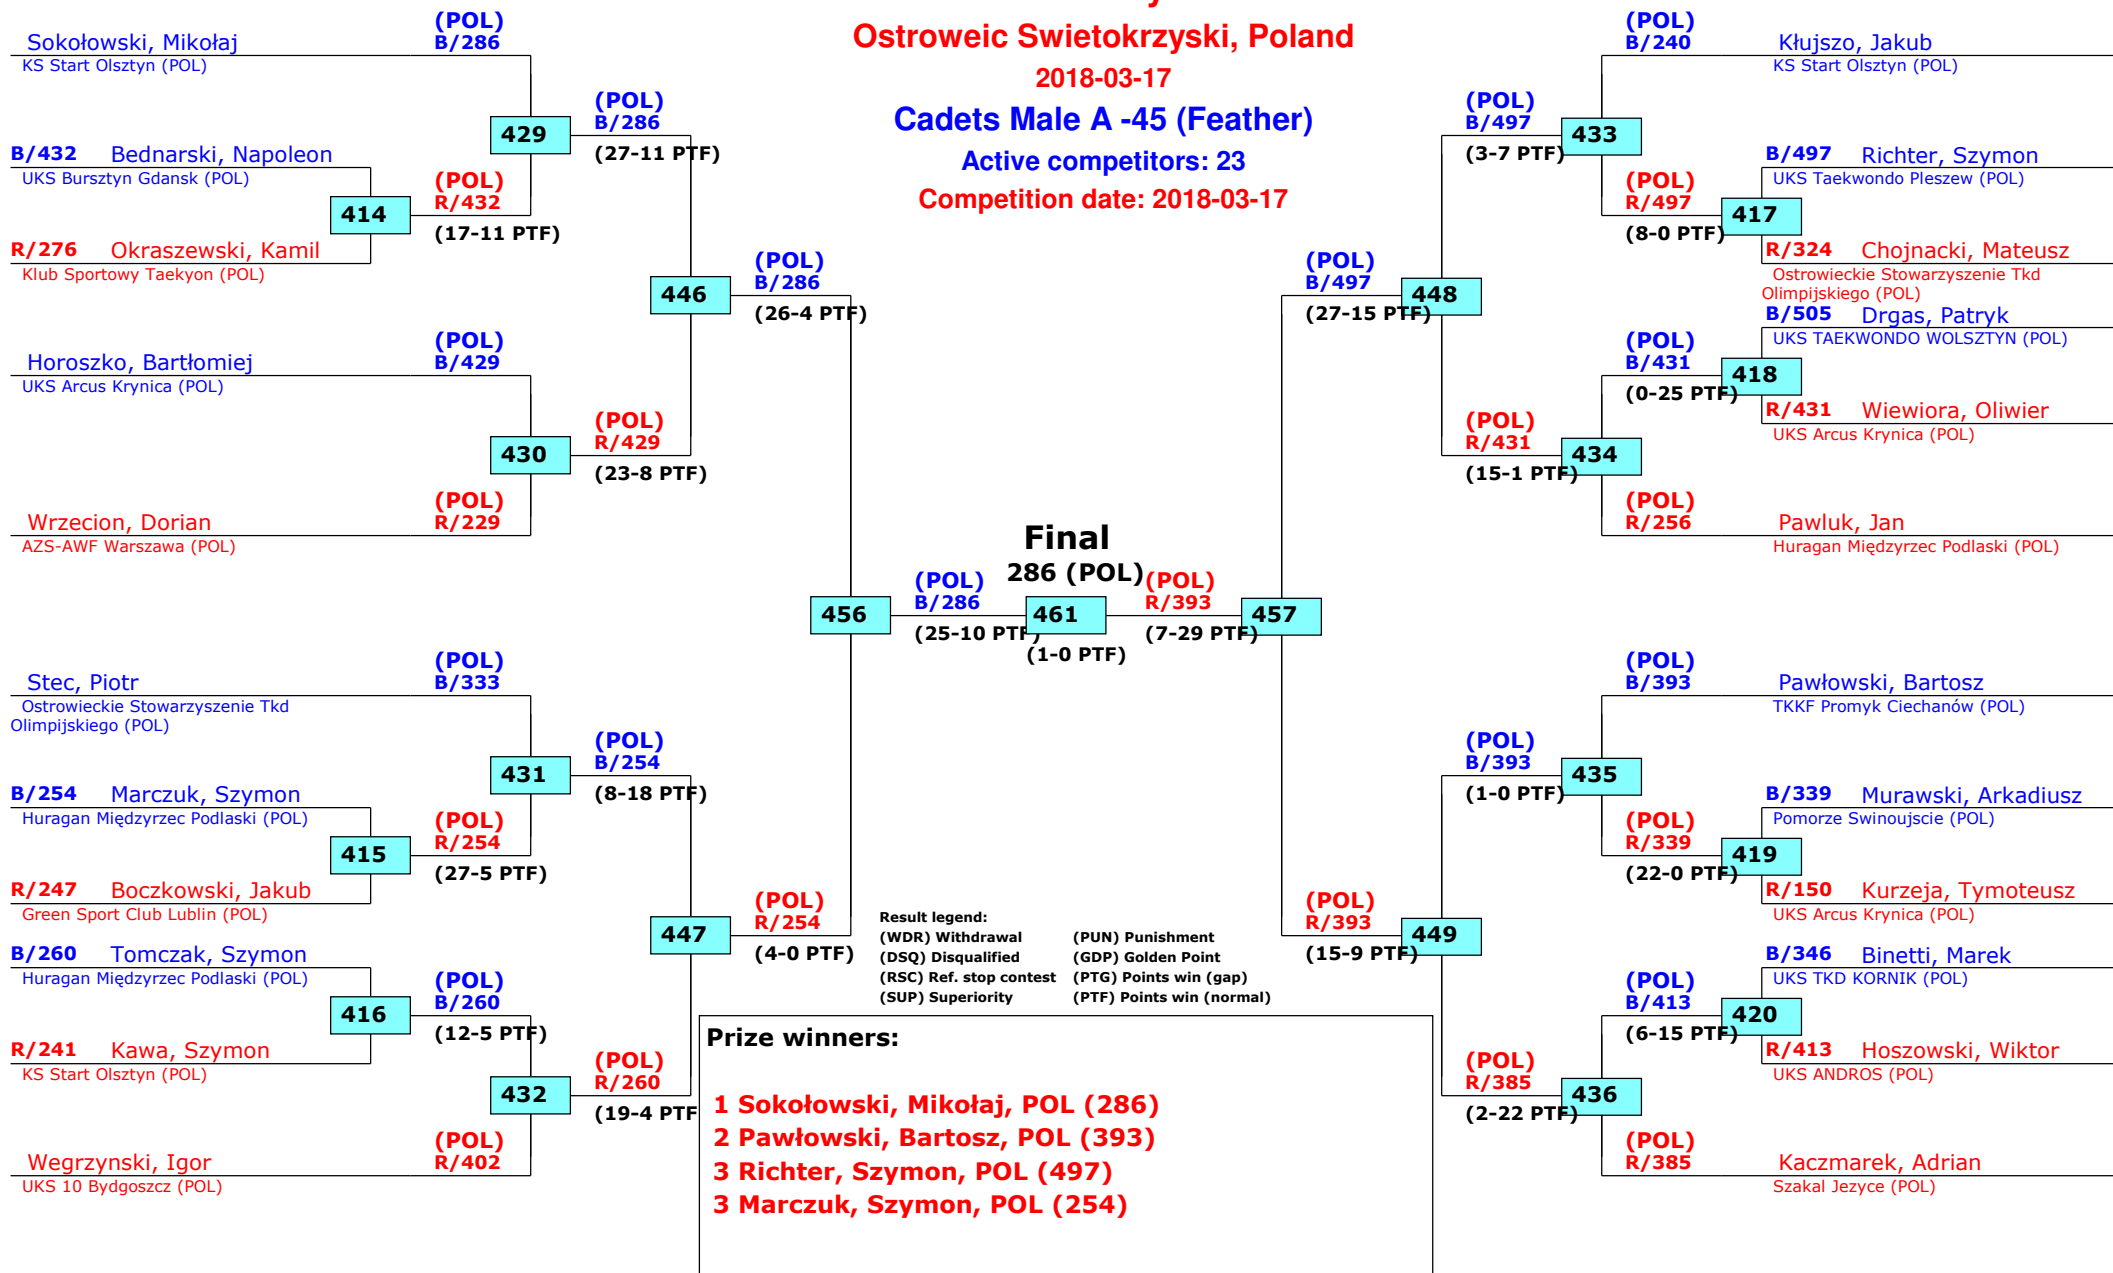 Ostroweic Swietokrzyski, Poland
2018-03-17
Cadets Male A -45 (Feather)
Active competitors: 23
Competition date: 2018-03-17
(POL)
Sokołowski, Mikołaj B/286
KS Start Olsztyn (POL)
B/432 Bednarski, Napoleon
UKS Bursztyn Gdansk (POL)
414
(POL)
R/432
(17-11 PTF)
R/276 Okraszewski, Kamil
Klub Sportowy Taekyon (POL)
429
(POL)
B/286
(27-11 PTF)
(POL)
Horoszko, Bartłomiej B/429
UKS Arcus Krynica (POL)
430
(POL)
R/429
(23-8 PTF)
(POL)
Wrzecion, Dorian R/229
AZS-AWF Warszawa (POL)
446
(POL)
B/286
(26-4 PTF)
(POL)
Stec, Piotr B/333
Ostrowieckie Stowarzyszenie Tkd
Olimpijskiego (POL)
431
(POL)
B/254
(8-18 PTF)
B/254 Marczuk, Szymon
Huragan Międzyrzec Podlaski (POL)
415
(POL)
R/254
(27-5 PTF)
R/247 Boczkowski, Jakub
Green Sport Club Lublin (POL)
B/260 Tomczak, Szymon
Huragan Międzyrzec Podlaski (POL)
416
(POL)
B/260
(12-5 PTF)
R/241 Kawa, Szymon
KS Start Olsztyn (POL)
432
(POL)
R/260
(19-4 PTF
(POL)
Wegrzynski, Igor R/402
UKS 10 Bydgoszcz (POL)
447
(POL)
R/254
(4-0 PTF)
456
(POL)
B/286
(25-10 PTF)
Final
286 (POL)
461
(1-0 PTF)
(POL)
R/393
(7-29 PTF)
457
(POL)
B/497
(27-15 PTF)
448
(POL)
B/497
(3-7 PTF)
433
(POL)
B/240 Kłujszo, Jakub
KS Start Olsztyn (POL)
B/497 Richter, Szymon
UKS Taekwondo Pleszew (POL)
(POL)
R/497
(8-0 PTF)
417
R/324 Chojnacki, Mateusz
Ostrowieckie Stowarzyszenie Tkd
Olimpijskiego (POL)
B/505 Drgas, Patryk
UKS TAEKWONDO WOLSZTYN (POL)
(POL)
B/431
(0-25 PTF)
418
R/431 Wiewiora, Oliwier
UKS Arcus Krynica (POL)
(POL)
R/431
(15-1 PTF)
434
(POL)
R/256 Pawluk, Jan
Huragan Międzyrzec Podlaski (POL)
(POL)
B/393 Pawłowski, Bartosz
TKKF Promyk Ciechanów (POL)
(POL)
B/393
(1-0 PTF)
435
B/339 Murawski, Arkadiusz
Pomorze Swinoujscie (POL)
(POL)
R/339
(22-0 PTF)
419
R/150 Kurzeja, Tymoteusz
UKS Arcus Krynica (POL)
(POL)
R/393
(15-9 PTF)
449
B/346 Binetti, Marek
UKS TKD KORNIK (POL)
(POL)
B/413
(6-15 PTF)
420
R/413 Hoszowski, Wiktor
UKS ANDROS (POL)
(POL)
R/385
(2-22 PTF)
436
(POL)
R/385 Kaczmarek, Adrian
Szakal Jezyce (POL)
Result legend:
(WDR) Withdrawal (PUN) Punishment
(DSQ) Disqualified (GDP) Golden Point
(RSC) Ref. stop contest (PTG) Points win (gap)
(SUP) Superiority (PTF) Points win (normal)
Prize winners:
1 Sokołowski, Mikołaj, POL (286)
2 Pawłowski, Bartosz, POL (393)
3 Richter, Szymon, POL (497)
3 Marczuk, Szymon, POL (254)